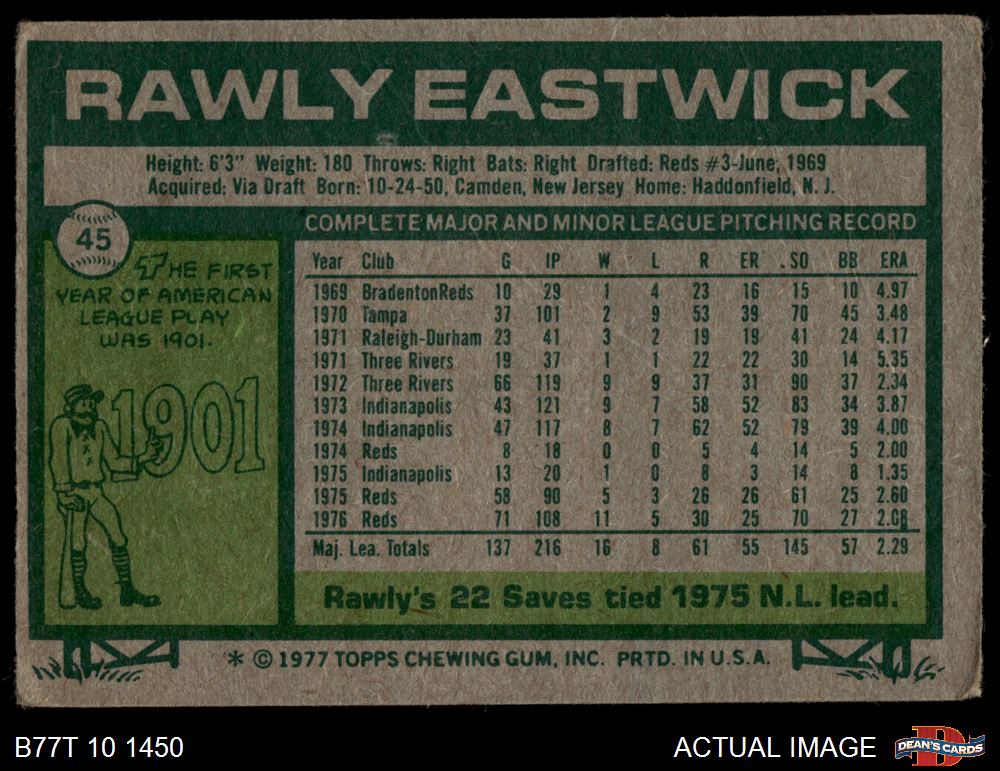 RAWLY EASTWICK
Height: 6'3" Weight: 180 Throws: Right Bats: Right Drafted: Reds #3-June, 1969
Acquired: Via Draft Born: 10-24-50, Camden, New Jersey Home: Haddonfield, N. J.
45
THE FIRST
YEAR OF AMERICAN
LEAGUE PLAY
WAS 1901.
1901
COMPLETE MAJOR AND MINOR LEAGUE PITCHING RECORD
Year Club G IP W L R ER SO BB ERA
1969 Bradenton Reds 10 29 1 4 23 16 15 10 4.97
1970 Tampa 37 101 2 9 53 39 70 45 3.48
1971 Raleigh-Durham 23 41 3 2 19 19 41 24 4.17
1971 Three Rivers 19 37 1 1 22 22 30 14 5.35
1972 Three Rivers 66 119 9 9 37 31 90 37 2.34
1973 Indianapolis 43 121 9 7 58 52 83 34 3.87
1974 Indianapolis 47 117 8 7 62 52 79 39 4.00
1974 Reds 8 18 0 0 5 4 14 5 2.00
1975 Indianapolis 13 20 1 0 8 3 14 8 1.35
1975 Reds 58 90 5 3 26 26 61 25 2.60
1976 Reds 71 108 11 5 30 25 70 27 2.08
Maj. Lea. Totals 137 216 16 8 61 55 145 57 2.29
Rawly's 22 Saves tied 1975 N.L. lead.
* © 1977 TOPPS CHEWING GUM, INC. PRTD. IN U.S.A.
B77T 10 1450
ACTUAL IMAGE
D
DEAN'S CARDS